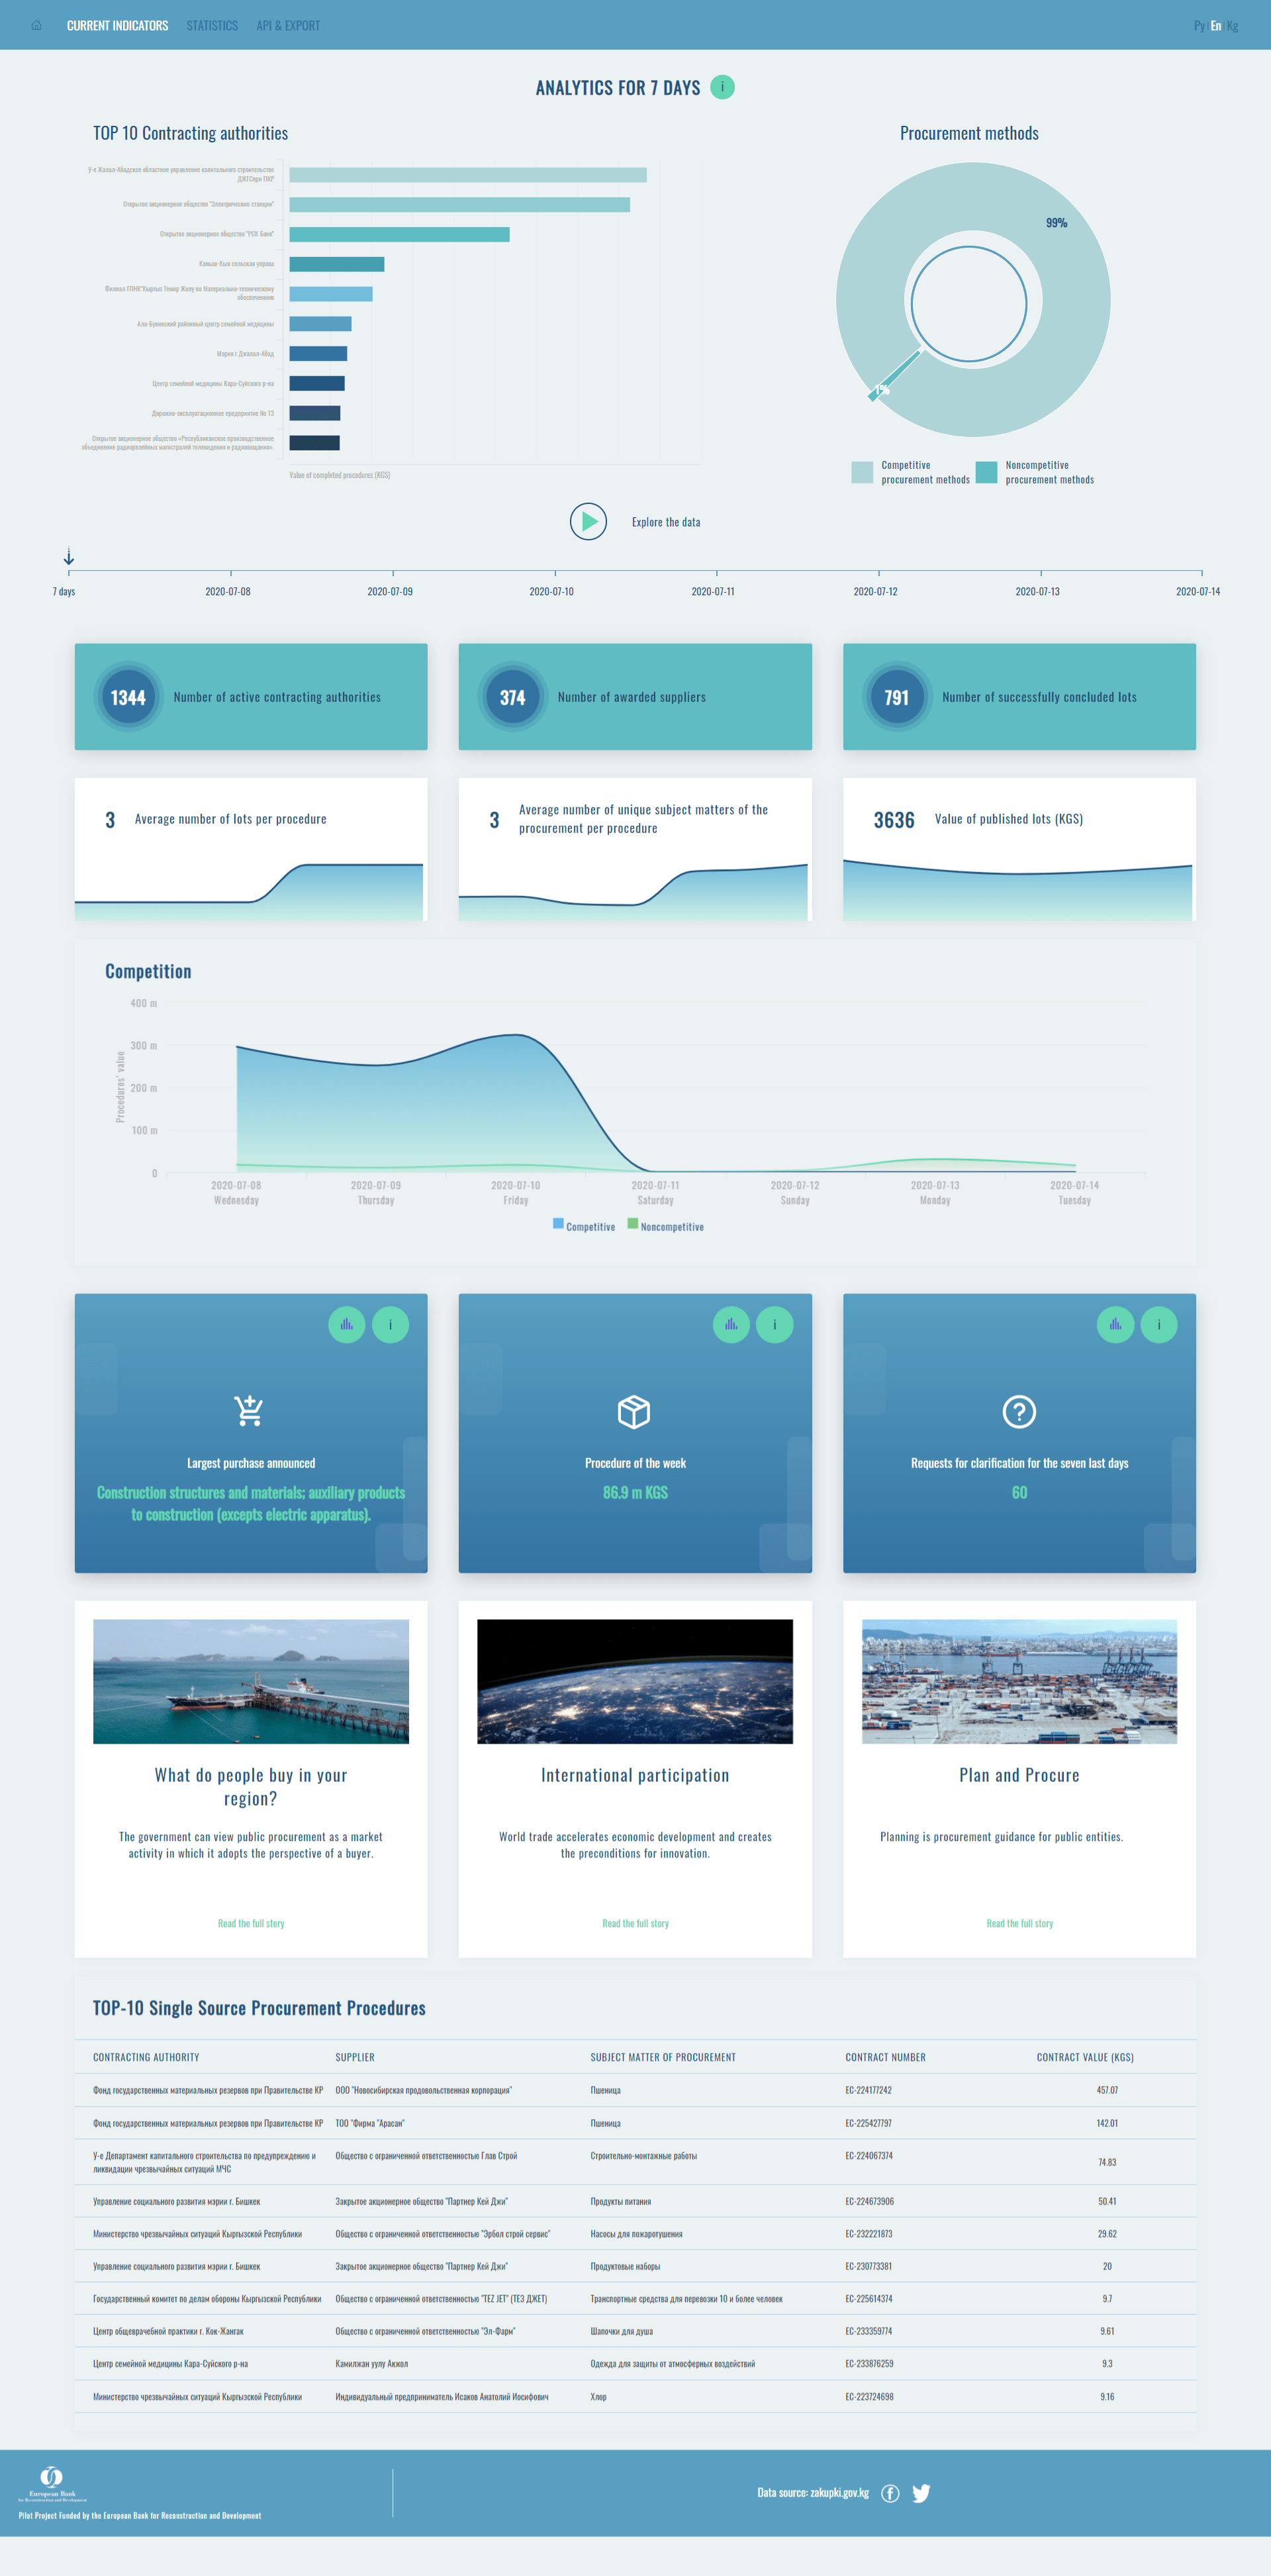 CURRENT INDICATORS STATISTICS API & EXPORT
Ру En Kg
ANALYTICS FOR 7 DAYS i
TOP 10 Contracting authorities
У-е Жалал-Абадское областное управление капитального строительства
ДЖГСпри ПКР
Открытое акционерное общество "Электрические станции"
Открытое акционерное общество "РСК Банк"
Камыш-Кын сельская управа
Филиал ГПНК"Кыргыз Темир Жолу по Материально-техническому
обеспечению
Ала-Букинский районный центр семейной медицины
Мэрия г Джалал-Абад
Центр семейной медицины Кара-Суйского р-на
Дорожно-эксплуатационное предприятие № 13
Открытое акционерное общество «Республиканское производственное
объединение радиорелейных магистралей телевидения и радиовещания».
Value of completed procedures (KGS)
Procurement methods
99%
1%
Competitive
procurement methods
Noncompetitive
procurement methods
Explore the data
7 days 2020-07-08 2020-07-09 2020-07-10 2020-07-11 2020-07-12 2020-07-13 2020-07-14
1344 Number of active contracting authorities
374 Number of awarded suppliers
791 Number of successfully concluded lots
3 Average number of lots per procedure
3 Average number of unique subject matters of the
procurement per procedure
3636 Value of published lots (KGS)
Competition
Procedures' value
400 m
300 m
200 m
100 m
0
2020-07-08 2020-07-09 2020-07-10 2020-07-11 2020-07-12 2020-07-13 2020-07-14
Wednesday Thursday Friday Saturday Sunday Monday Tuesday
Competitive Noncompetitive
i
Largest purchase announced
Construction structures and materials; auxiliary products
to construction (excepts electric apparatus).
i
Procedure of the week
86.9 m KGS
i
Requests for clarification for the seven last days
60
What do people buy in your
region?
The government can view public procurement as a market
activity in which it adopts the perspective of a buyer.
Read the full story
International participation
World trade accelerates economic development and creates
the preconditions for innovation.
Read the full story
Plan and Procure
Planning is procurement guidance for public entities.
Read the full story
TOP-10 Single Source Procurement Procedures
CONTRACTING AUTHORITY SUPPLIER SUBJECT MATTER OF PROCUREMENT CONTRACT NUMBER CONTRACT VALUE (KGS)
Фонд государственных материальных резервов при Правительстве КР ООО "Новосибирская продовольственная корпорация" Пшеница EC-224177242 457.07
Фонд государственных материальных резервов при Правительстве КР ТОО "Фирма "Арасан" Пшеница EC-225427797 142.01
У-е Департамент капитального строительства по предупреждению и
ликвидации чрезвычайных ситуаций МЧС Общество с ограниченной ответственностью Глав Строй Строительно-монтажные работы EC-224067374 74.83
Управление социального развития мэрии г. Бишкек Закрытое акционерное общество "Партнер Кей Джи" Продукты питания EC-224673906 50.41
Министерство чрезвычайных ситуаций Кыргызской Республики Общество с ограниченной ответственностью "Эрбол строй сервис" Насосы для пожаротушения EC-232221873 29.62
Управление социального развития мэрии г. Бишкек Закрытое акционерное общество "Партнер Кей Джи" Продуктовые наборы EC-230773381 20
Государственный комитет по делам обороны Кыргызской Республики Общество с ограниченной ответственностью "TEZ JET" (ТЕЗ ДЖЕТ) Транспортные средства для перевозки 10 и более человек EC-225614374 9.7
Центр общеврачебной практики г. Кок-Жангак Общество с ограниченной ответственностью "Эл-Фарм" Шапочки для душа EC-233359774 9.61
Центр семейной медицины Кара-Суйского р-на Камилжан уулу Акжол Одежда для защиты от атмосферных воздействий EC-233876259 9.3
Министерство чрезвычайных ситуаций Кыргызской Республики Индивидуальный предприниматель Исаков Анатолий Иосифович Хлор EC-223724698 9.16
European Bank
for Reconstruction and Development
Pilot Project Funded by the European Bank for Reconstruction and Development
Data source: zakupki.gov.kg